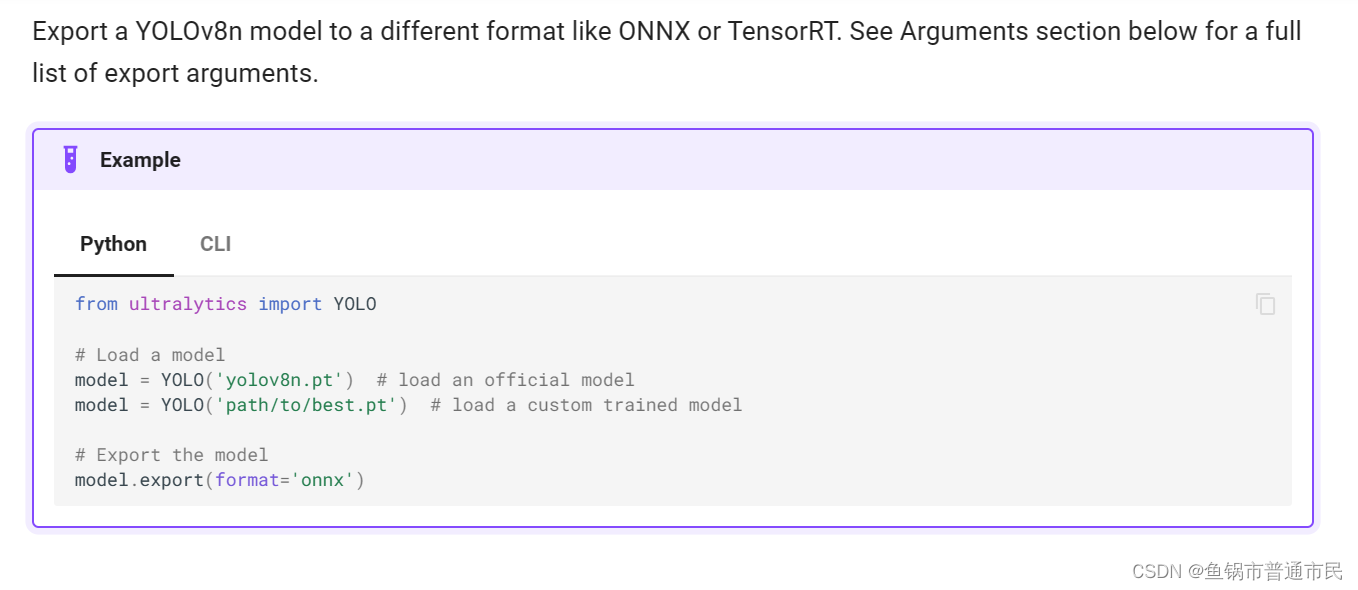 Export a YOLOv8n model to a different format like ONNX or TensorRT. See Arguments section below for a full
list of export arguments.
Example
Python CLI
from ultralytics import YOLO
# Load a model
model = YOLO('yolov8n.pt')  # load an official model
model = YOLO('path/to/best.pt')  # load a custom trained model
# Export the model
model.export(format='onnx')
CSDN @鱼锅市普通市民